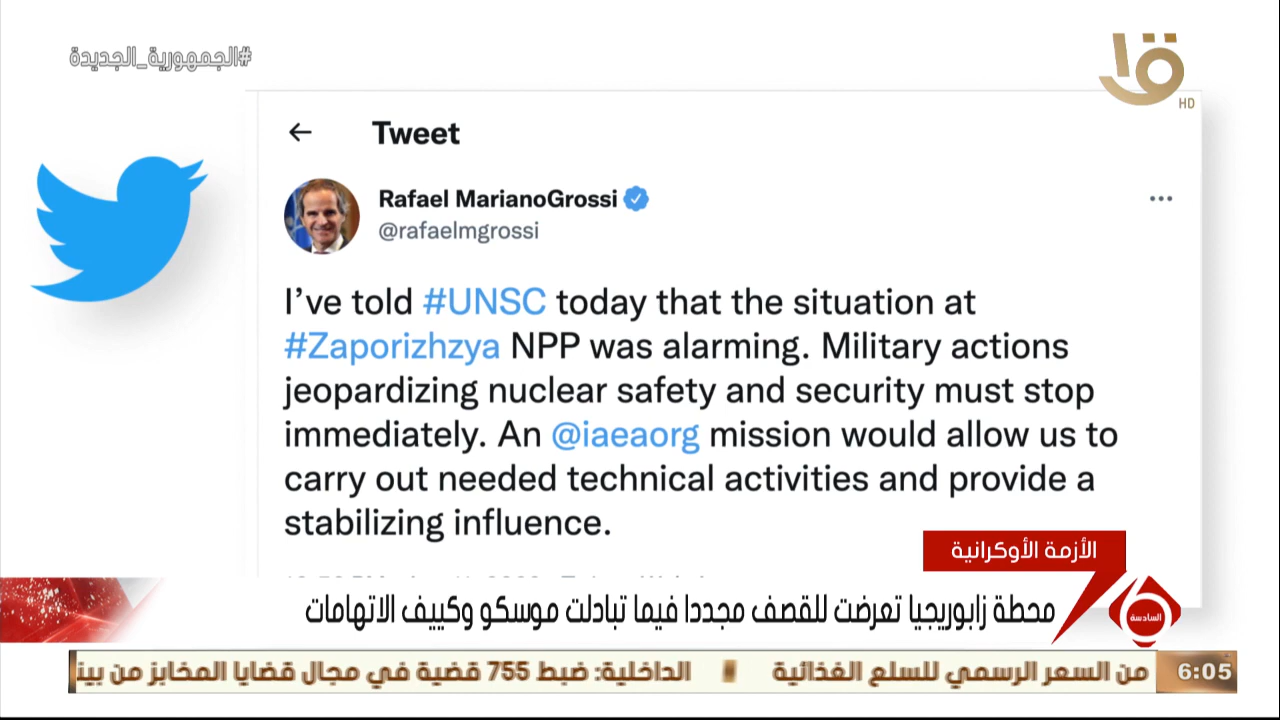 #الجمهورية_الجديدة
HD
Tweet
Rafael MarianoGrossi
@rafaelmgrossi
I've told #UNSC today that the situation at
#Zaporizhzya NPP was alarming. Military actions
jeopardizing nuclear safety and security must stop
immediately. An @iaeaorg mission would allow us to
carry out needed technical activities and provide a
stabilizing influence.
الأزمة الأوكرانية
محطة زابوريجيا تعرضت للقصف مجددا فيما تبادلت موسكو وكييف الاتهامات
السادسة
من السعر الرسمي للسلع الغذائية الداخلية: ضبط 755 قضية في مجال قضايا المخابز من
6:05